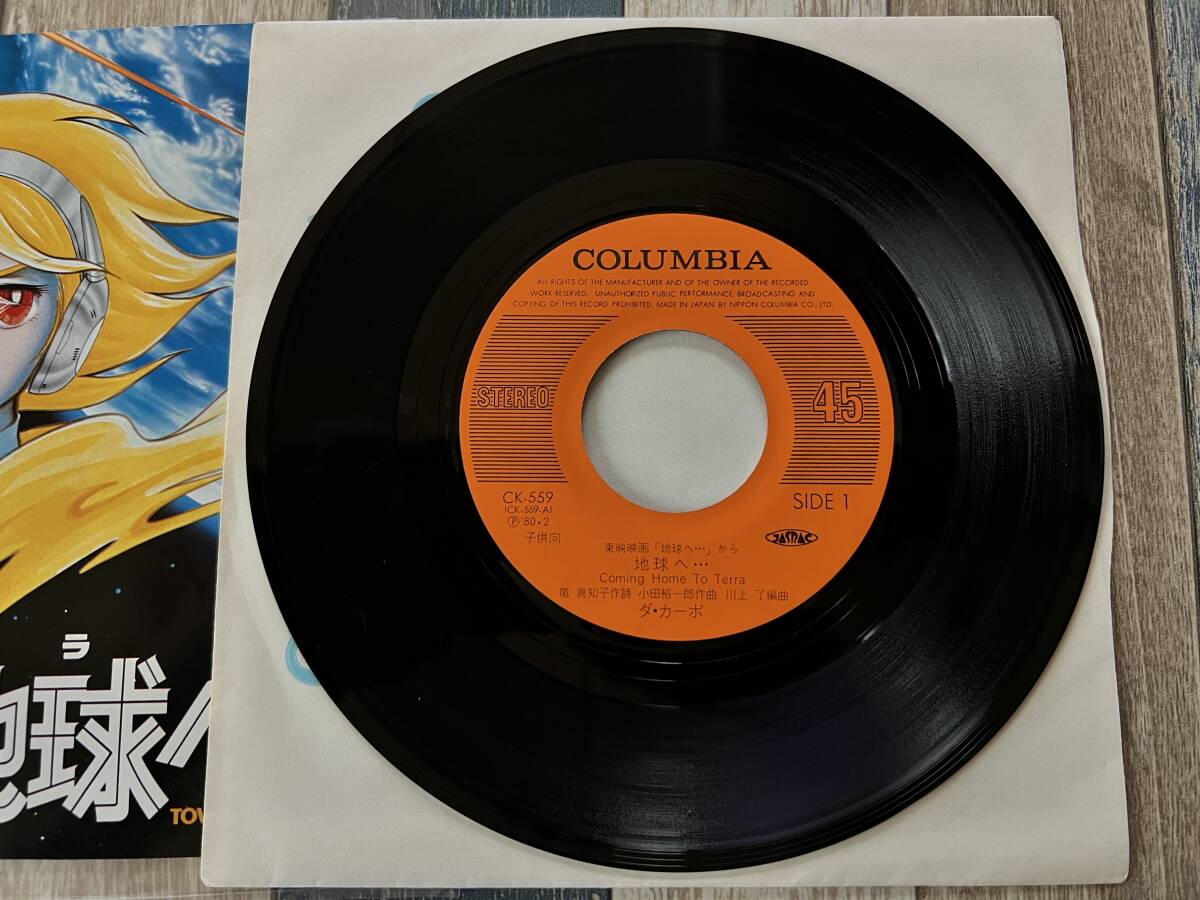 COLUMBIA
ALL RIGHTS OF THE MANUFACTURER AND OF THE OWNER OF THE RECORDED
WORK RESERVED. UNAUTHORIZED PUBLIC PERFORMANCE, BROADCASTING AND
COPYING OF THIS RECORD PROHIBITED. MADE IN JAPAN BY NIPPON COLUMBIA CO., LTD.
STEREO
45
CK-559
(CK-559-A)
Ⓟ'80・2
子供向
SIDE 1
JASRAC
東映映画「地球へ…」から
地球へ…
Coming Home To Terra
竜 真知子作詩 小田裕一郎作曲 川上 了編曲
ダ・カーポ
ラ
地球へ
TOW